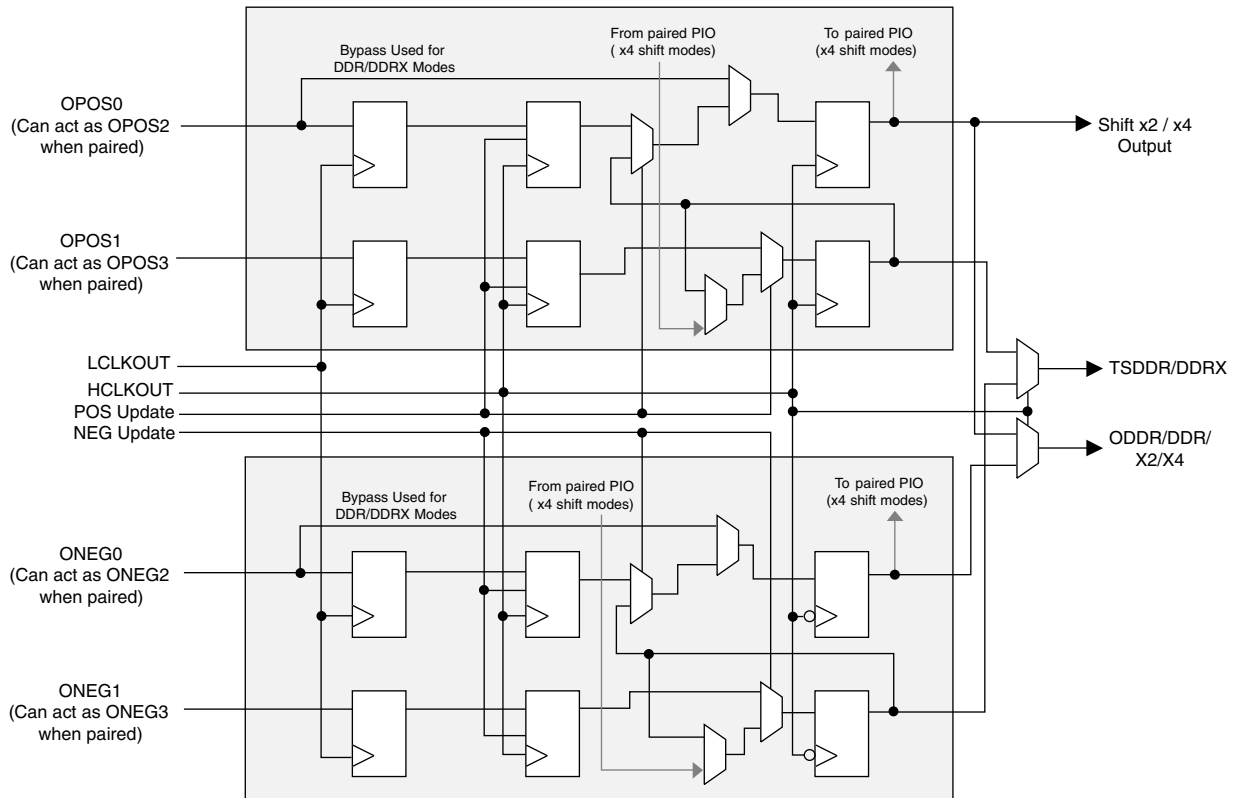 From paired PIO
( x4 shift modes)
To paired PIO
(x4 shift modes)
Bypass Used for
DDR/DDRX Modes
OPOS0
(Can act as OPOS2
when paired)
Shift x2 / x4
Output
OPOS1
(Can act as OPOS3
when paired)
LCLKOUT
HCLKOUT
POS Update
NEG Update
TSDDR/DDRX
ODDR/DDR/
X2/X4
Bypass Used for
DDR/DDRX Modes
From paired PIO
( x4 shift modes)
To paired PIO
(x4 shift modes)
ONEG0
(Can act as ONEG2
when paired)
ONEG1
(Can act as ONEG3
when paired)